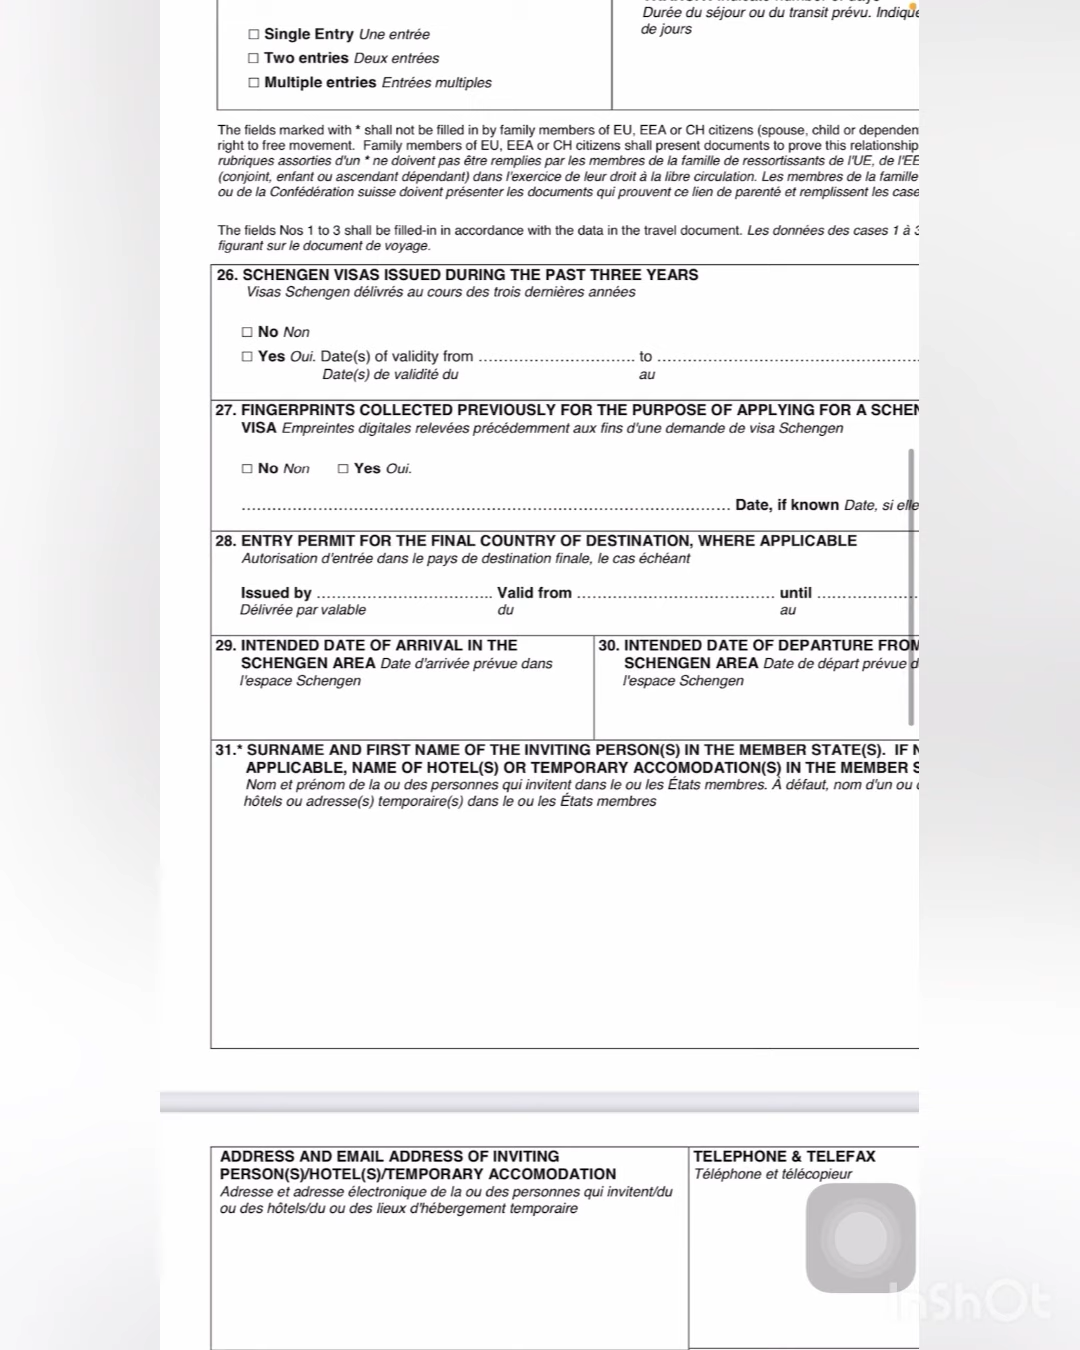 Durée du séjour ou du transit prévu. Indique
de jours
☐ Single Entry Une entrée
☐ Two entries Deux entrées
☐ Multiple entries Entrées multiples
The fields marked with * shall not be filled in by family members of EU, EEA or CH citizens (spouse, child or dependen
right to free movement. Family members of EU, EEA or CH citizens shall present documents to prove this relationship
rubriques assorties d'un * ne doivent pas être remplies par les membres de la famille de ressortissants de l'UE, de l'EE
(conjoint, enfant ou ascendant dépendant) dans l'exercice de leur droit à la libre circulation. Les membres de la famille
ou de la Confédération suisse doivent présenter les documents qui prouvent ce lien de parenté et remplissent les case
The fields Nos 1 to 3 shall be filled-in in accordance with the data in the travel document. Les données des cases 1 à 3
figurant sur le document de voyage.
26. SCHENGEN VISAS ISSUED DURING THE PAST THREE YEARS
Visas Schengen délivrés au cours des trois dernières années
☐ No Non
☐ Yes Oui. Date(s) of validity from .............................. to ..................................................
Date(s) de validité du au
27. FINGERPRINTS COLLECTED PREVIOUSLY FOR THE PURPOSE OF APPLYING FOR A SCHEN
VISA Empreintes digitales relevées précédemment aux fins d'une demande de visa Schengen
☐ No Non ☐ Yes Oui.
................................................................................................ Date, if known Date, si elle
28. ENTRY PERMIT FOR THE FINAL COUNTRY OF DESTINATION, WHERE APPLICABLE
Autorisation d'entrée dans le pays de destination finale, le cas échéant
Issued by .................................. Valid from ....................................... until ....................
Délivrée par valable du au
29. INTENDED DATE OF ARRIVAL IN THE
SCHENGEN AREA Date d'arrivée prévue dans
l'espace Schengen
30. INTENDED DATE OF DEPARTURE FROM
SCHENGEN AREA Date de départ prévue d
l'espace Schengen
31.* SURNAME AND FIRST NAME OF THE INVITING PERSON(S) IN THE MEMBER STATE(S). IF N
APPLICABLE, NAME OF HOTEL(S) OR TEMPORARY ACCOMODATION(S) IN THE MEMBER S
Nom et prénom de la ou des personnes qui invitent dans le ou les États membres. À défaut, nom d'un ou d
hôtels ou adresse(s) temporaire(s) dans le ou les États membres
ADDRESS AND EMAIL ADDRESS OF INVITING
PERSON(S)/HOTEL(S)/TEMPORARY ACCOMODATION
Adresse et adresse électronique de la ou des personnes qui invitent/du
ou des hôtels/du ou des lieux d'hébergement temporaire
TELEPHONE & TELEFAX
Téléphone et télécopieur
InShOt